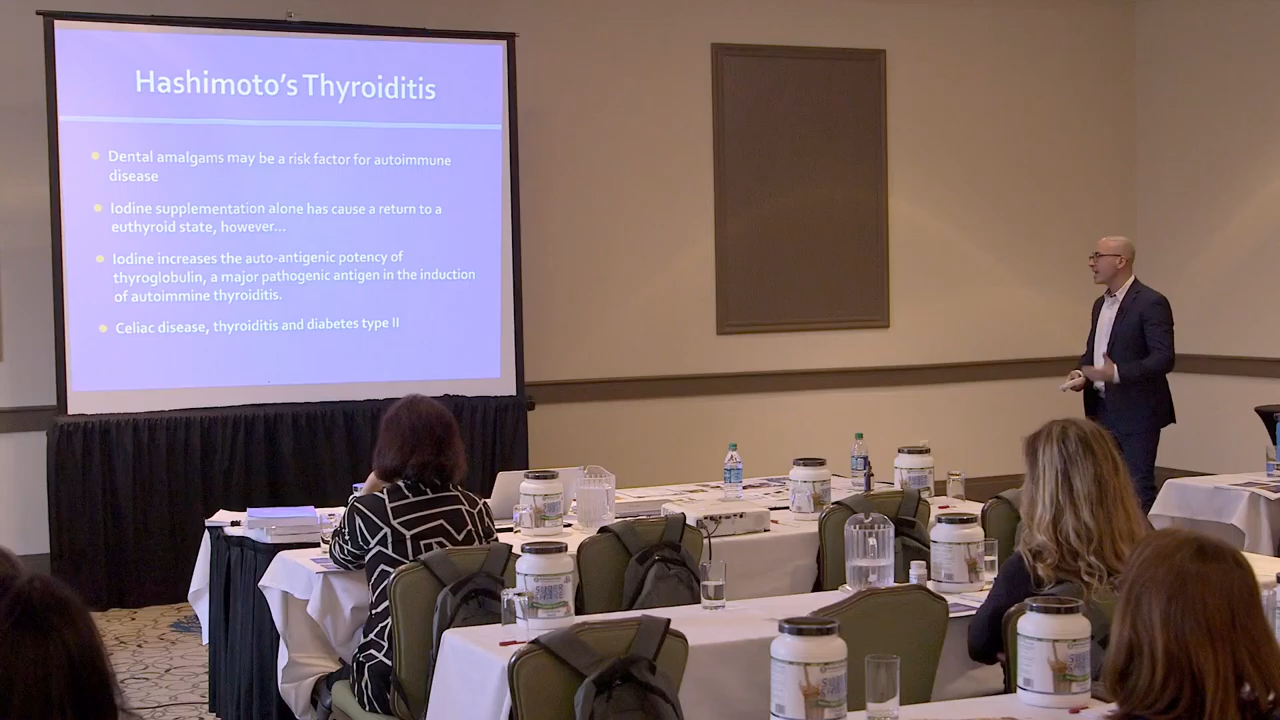 Hashimoto's Thyroiditis
Dental amalgams may be a risk factor for autoimmune
disease
Iodine supplementation alone has cause a return to a
euthyroid state, however...
Iodine increases the auto-antigenic potency of
thyroglobulin, a major pathogenic antigen in the induction
of autoimmine thyroiditis.
Celiac disease, thyroiditis and diabetes type II